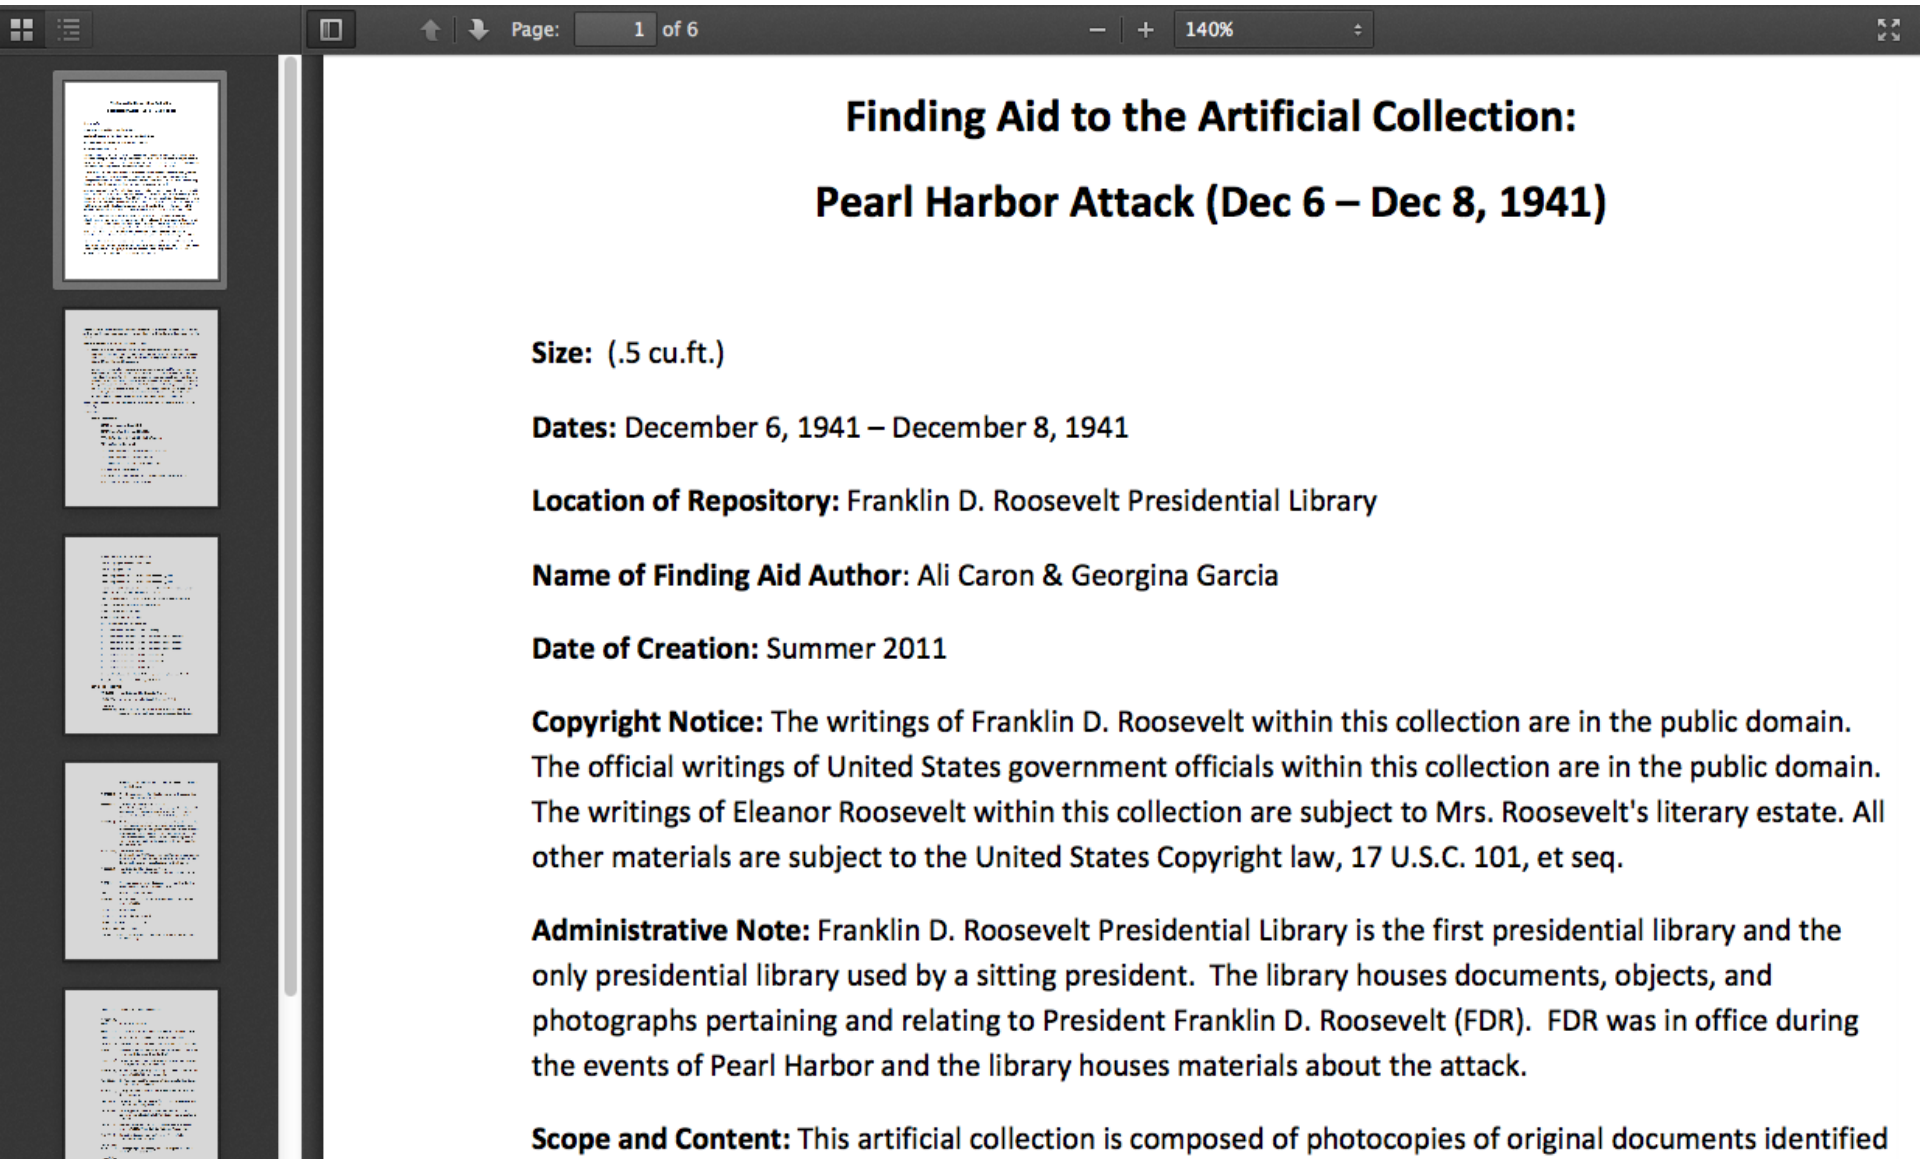 Page: 1 of 6
140%
Finding Aid to the Artificial Collection:
Pearl Harbor Attack (Dec 6 – Dec 8, 1941)
Size: (.5 cu.ft.)
Dates: December 6, 1941 – December 8, 1941
Location of Repository: Franklin D. Roosevelt Presidential Library
Name of Finding Aid Author: Ali Caron & Georgina Garcia
Date of Creation: Summer 2011
Copyright Notice: The writings of Franklin D. Roosevelt within this collection are in the public domain.
The official writings of United States government officials within this collection are in the public domain.
The writings of Eleanor Roosevelt within this collection are subject to Mrs. Roosevelt's literary estate. All
other materials are subject to the United States Copyright law, 17 U.S.C. 101, et seq.
Administrative Note: Franklin D. Roosevelt Presidential Library is the first presidential library and the
only presidential library used by a sitting president.  The library houses documents, objects, and
photographs pertaining and relating to President Franklin D. Roosevelt (FDR).  FDR was in office during
the events of Pearl Harbor and the library houses materials about the attack.
Scope and Content: This artificial collection is composed of photocopies of original documents identified